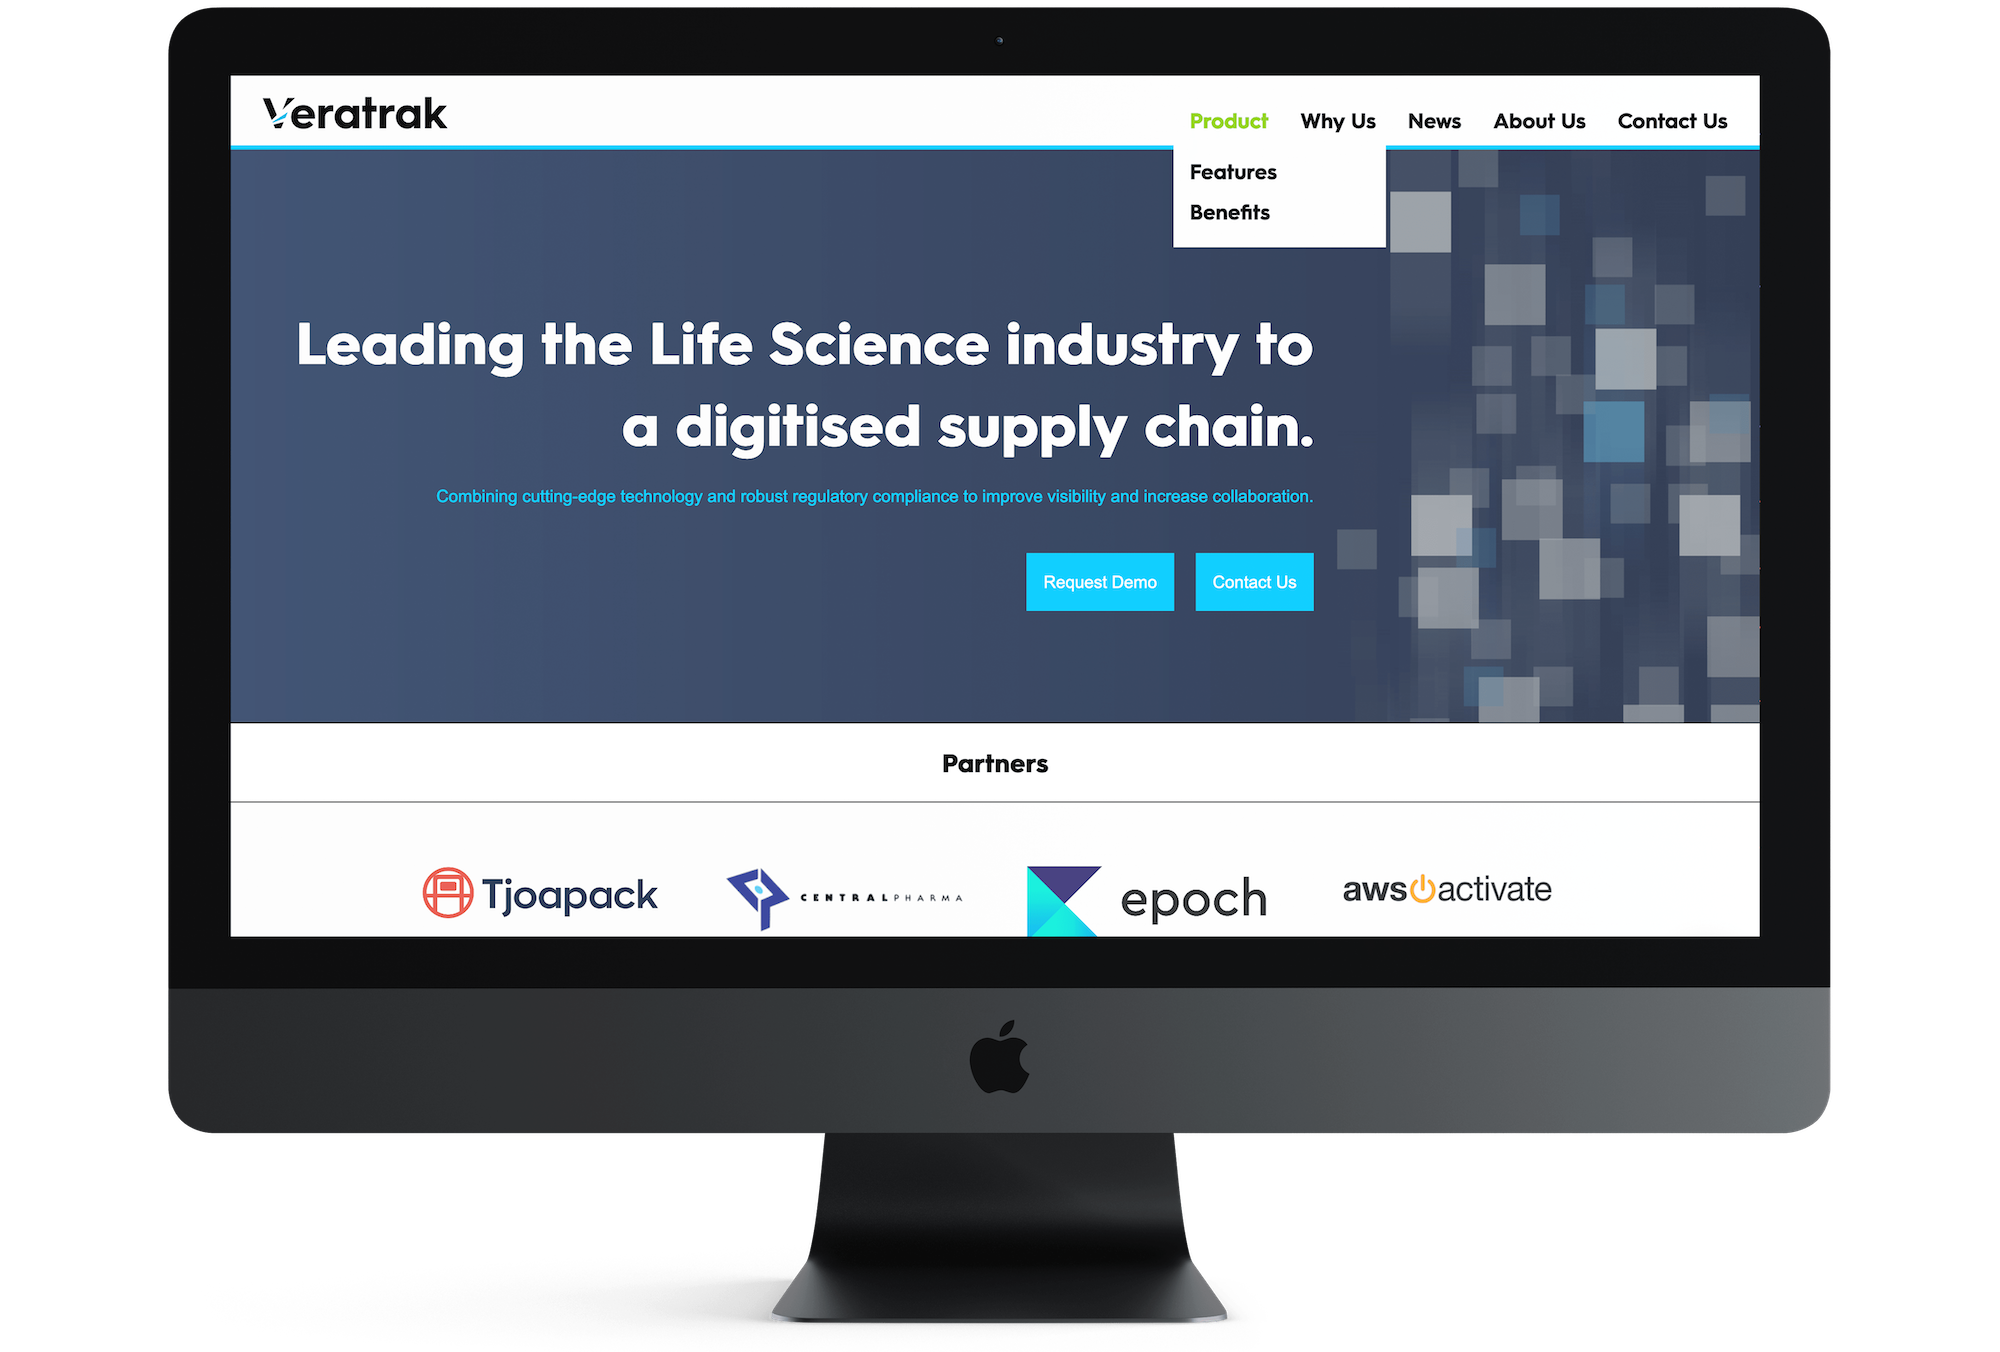 Veratrak
Product Why Us News About Us Contact Us
Features
Benefits
Leading the Life Science industry to
a digitised supply chain.
Combining cutting-edge technology and robust regulatory compliance to improve visibility and increase collaboration.
Request Demo Contact Us
Partners
Tjoapack CENTRALPHARMA epoch aws activate